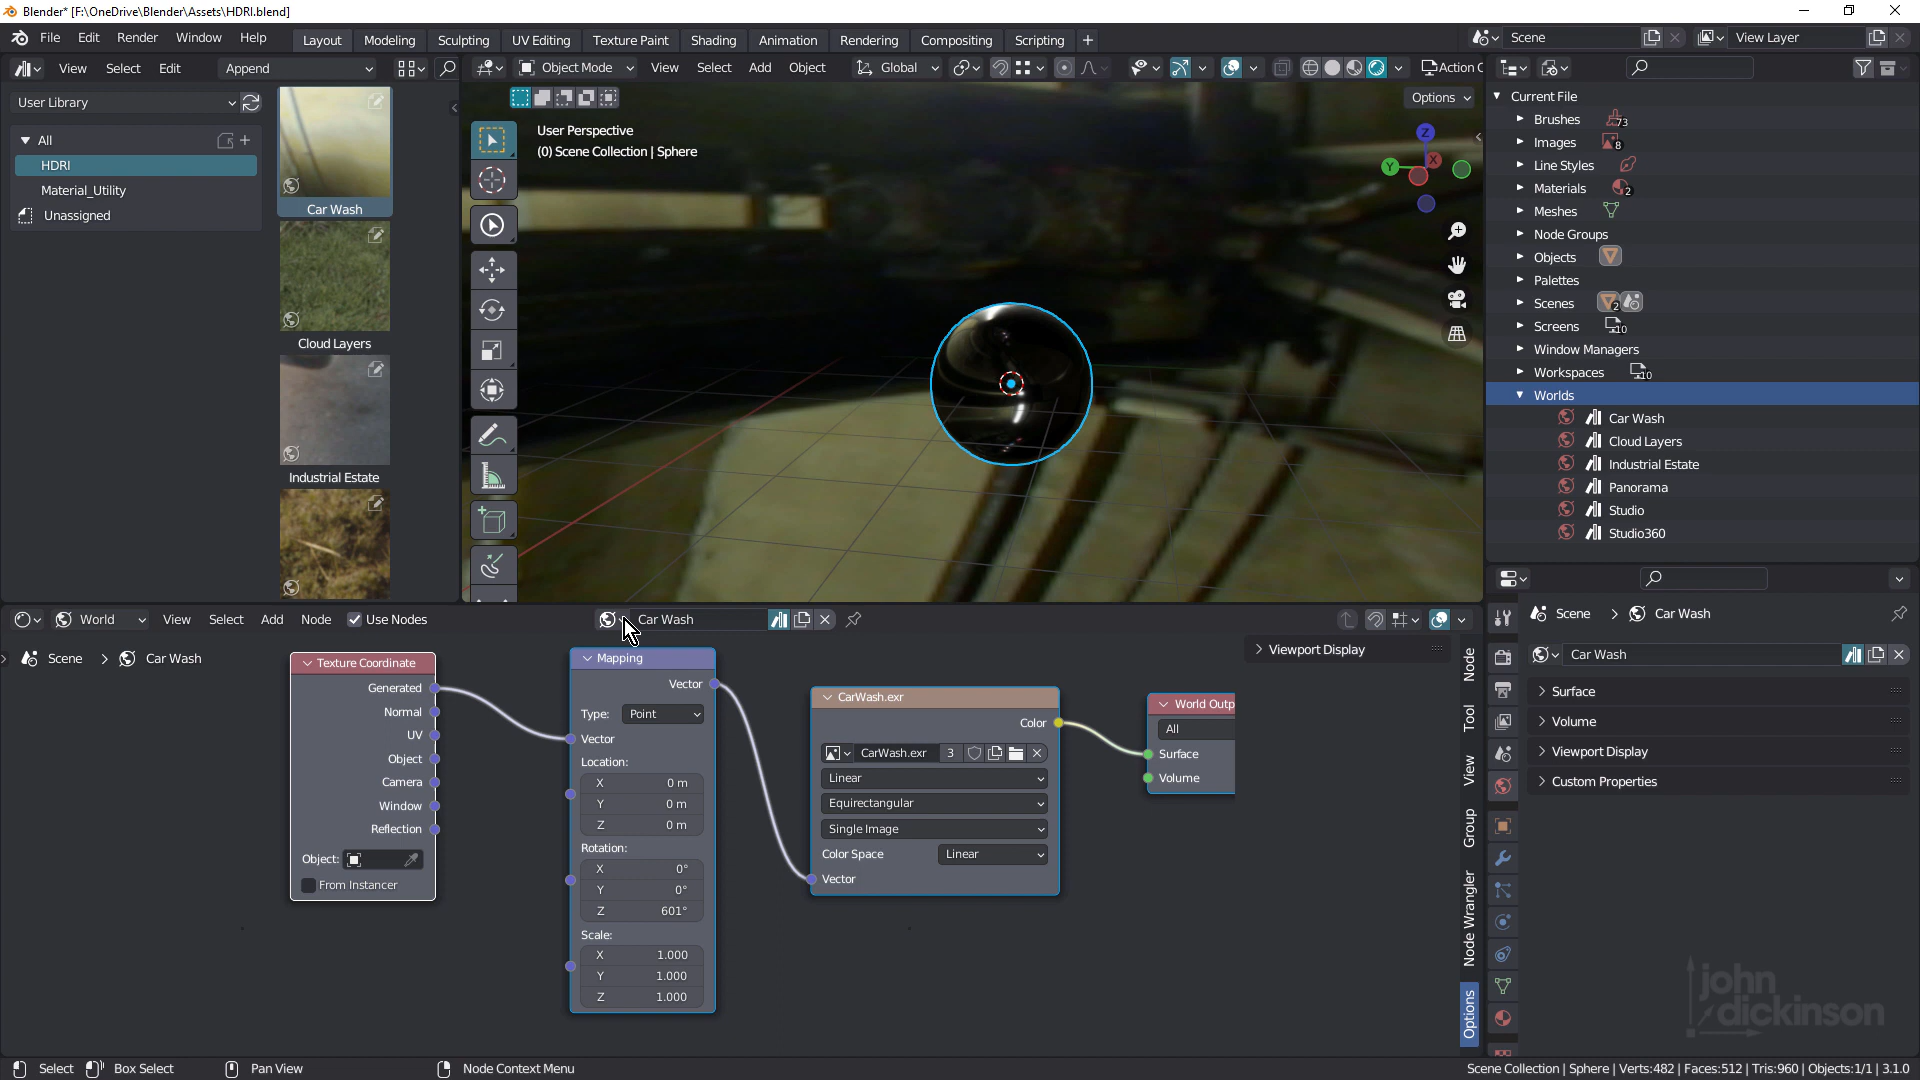 Blender* [F:\OneDrive\Blender\Assets\HDRI.blend]
File Edit Render Window Help
Layout Modeling Sculpting UV Editing Texture Paint Shading Animation Rendering Compositing Scripting +
Scene
View Layer
View Select Edit Append
Object Mode View Select Add Object Global Action C
User Library
All
HDRI
Material_Utility
Unassigned
Car Wash
Cloud Layers
Industrial Estate
Options
User Perspective
(0) Scene Collection | Sphere
Z
Y
X
Current File
Brushes 73
Images 8
Line Styles
Materials 2
Meshes
Node Groups
Objects
Palettes
Scenes 2
Screens 10
Window Managers
Workspaces 10
Worlds
Car Wash
Cloud Layers
Industrial Estate
Panorama
Studio
Studio360
World View Select Add Node Use Nodes Car Wash
Scene > Car Wash
Texture Coordinate
Generated
Normal
UV
Object
Camera
Window
Reflection
Object:
From Instancer
Mapping
Vector
Type: Point
Vector
Location:
X 0 m
Y 0 m
Z 0 m
Rotation:
X 0°
Y 0°
Z 601°
Scale:
X 1.000
Y 1.000
Z 1.000
CarWash.exr
Color
CarWash.exr 3
Linear
Equirectangular
Single Image
Color Space Linear
Vector
World Outp
All
Surface
Volume
Viewport Display
Node
Tool
View
Group
Node Wrangler
Options
Scene > Car Wash
Car Wash
Surface
Volume
Viewport Display
Custom Properties
john
dickinson
Select Box Select Pan View Node Context Menu
Scene Collection | Sphere | Verts:482 | Faces:512 | Tris:960 | Objects:1/1 | 3.1.0